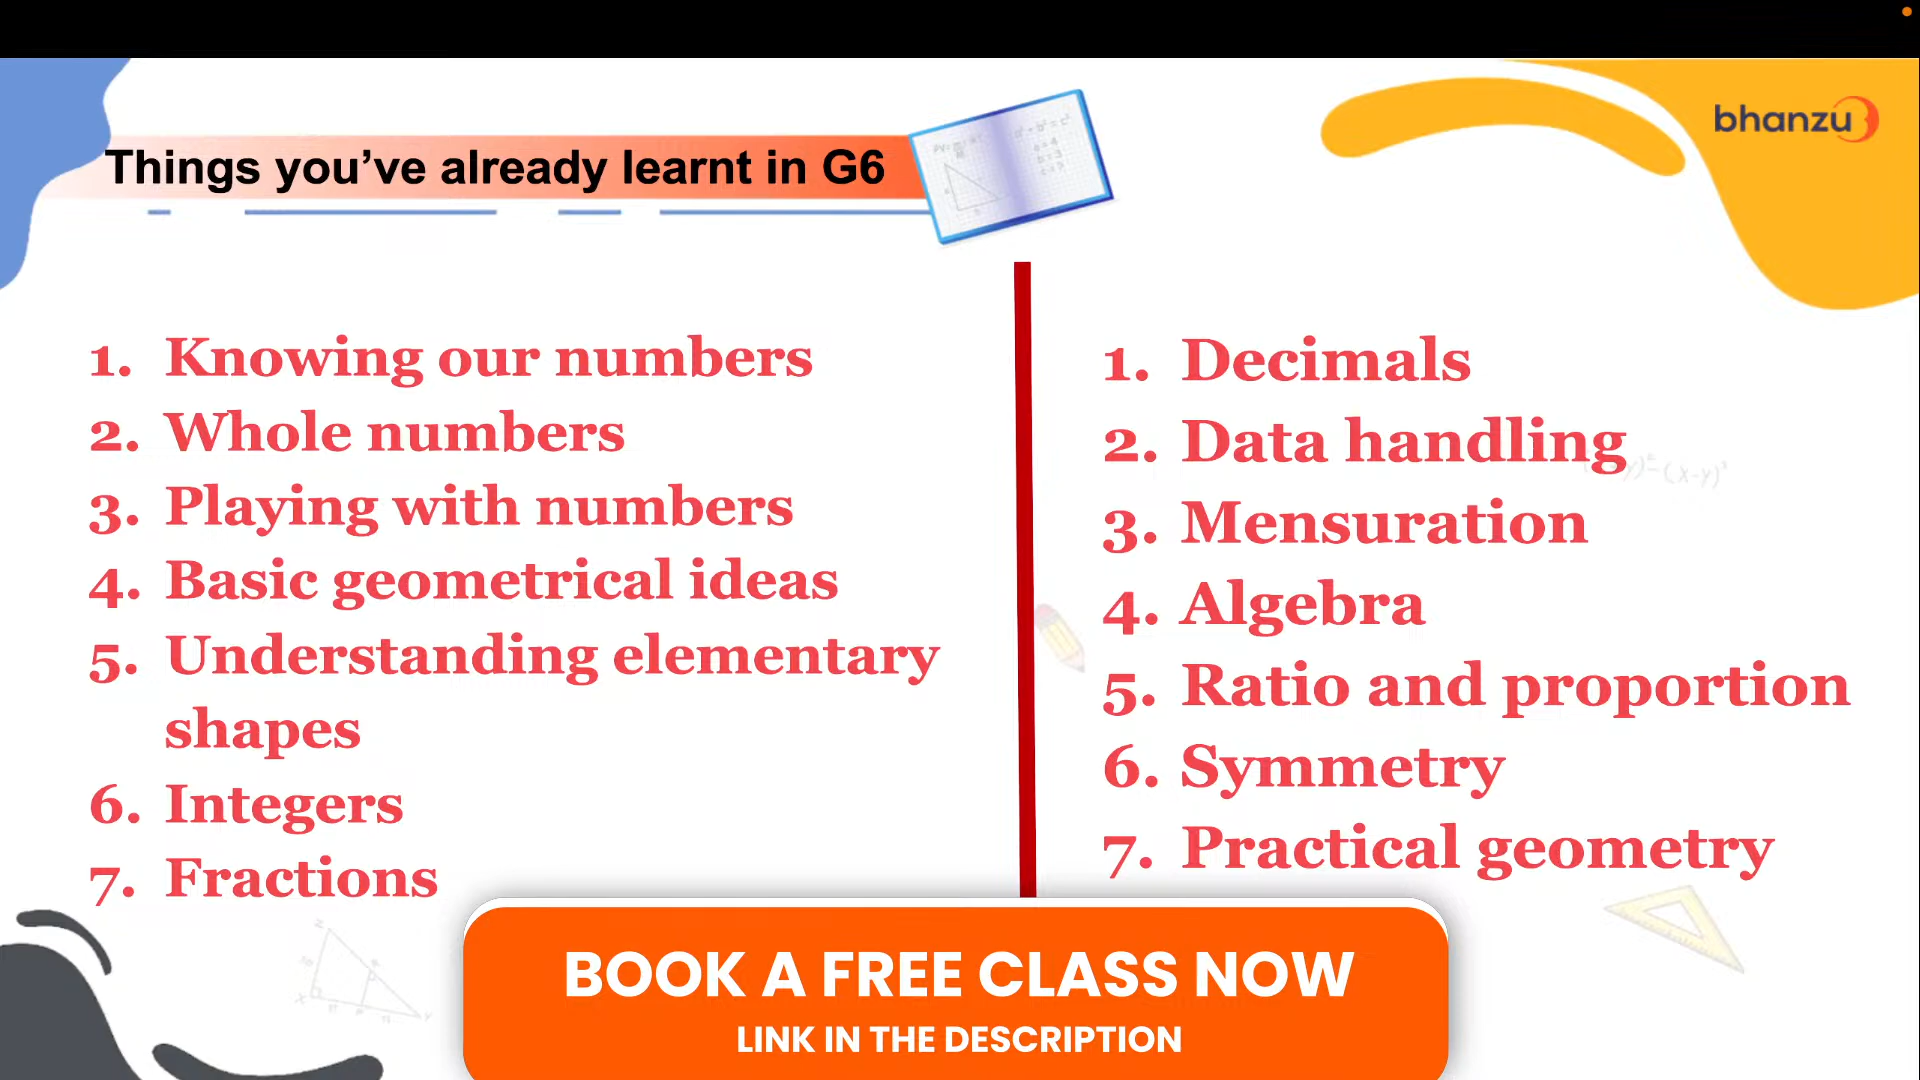 bhanzu
Things you've already learnt in G6
1. Knowing our numbers
2. Whole numbers
3. Playing with numbers
4. Basic geometrical ideas
5. Understanding elementary
shapes
6. Integers
7. Fractions
1. Decimals
2. Data handling
3. Mensuration
4. Algebra
5. Ratio and proportion
6. Symmetry
7. Practical geometry
BOOK A FREE CLASS NOW
LINK IN THE DESCRIPTION